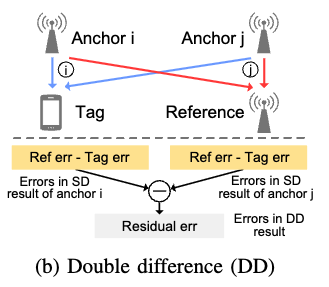 Anchor i Anchor j
i j
Tag Reference
Ref err - Tag err Ref err - Tag err
Errors in SD
result of anchor i
Errors in SD
result of anchor j
Residual err
Errors in DD
result
(b) Double difference (DD)